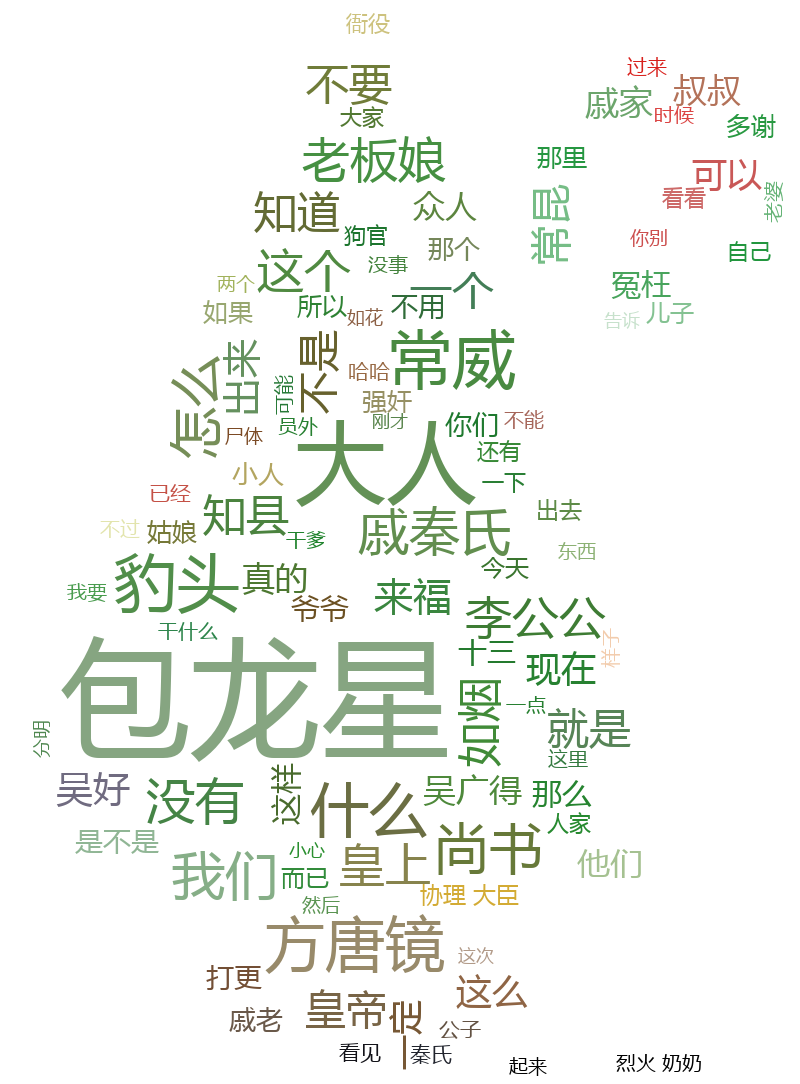 衙役
过来
不要
戚家
叔叔
大家
时候
多谢
老板娘
那里
可以
知道
众人
常昆
看看
老婆
狗官
那个
你别
自己
这个
没事
两个
一个
冤枉
如果
所以
如花
不用
告诉
儿子
怎么
出来
不是
哈哈
常威
可能
强奸
尸体
员外
刚才
你们
不能
大人
还有
小人
一下
已经
知县
出去
不过
姑娘
干爹
戚秦氏
东西
豹头
真的
今天
我要
爷爷
来福
李公公
干什么
十三
现在
样子
包龙星
如烟
一点
就是
分明
这里
吴好
没有
这样
什么
吴广得
那么
人家
是不是
小心
尚书
我们
而已
皇上
他们
然后
协理 大臣
方唐镜
这次
打更
这么
戚老
皇帝
一定
公子
看见
秦氏
起来
烈火 奶奶